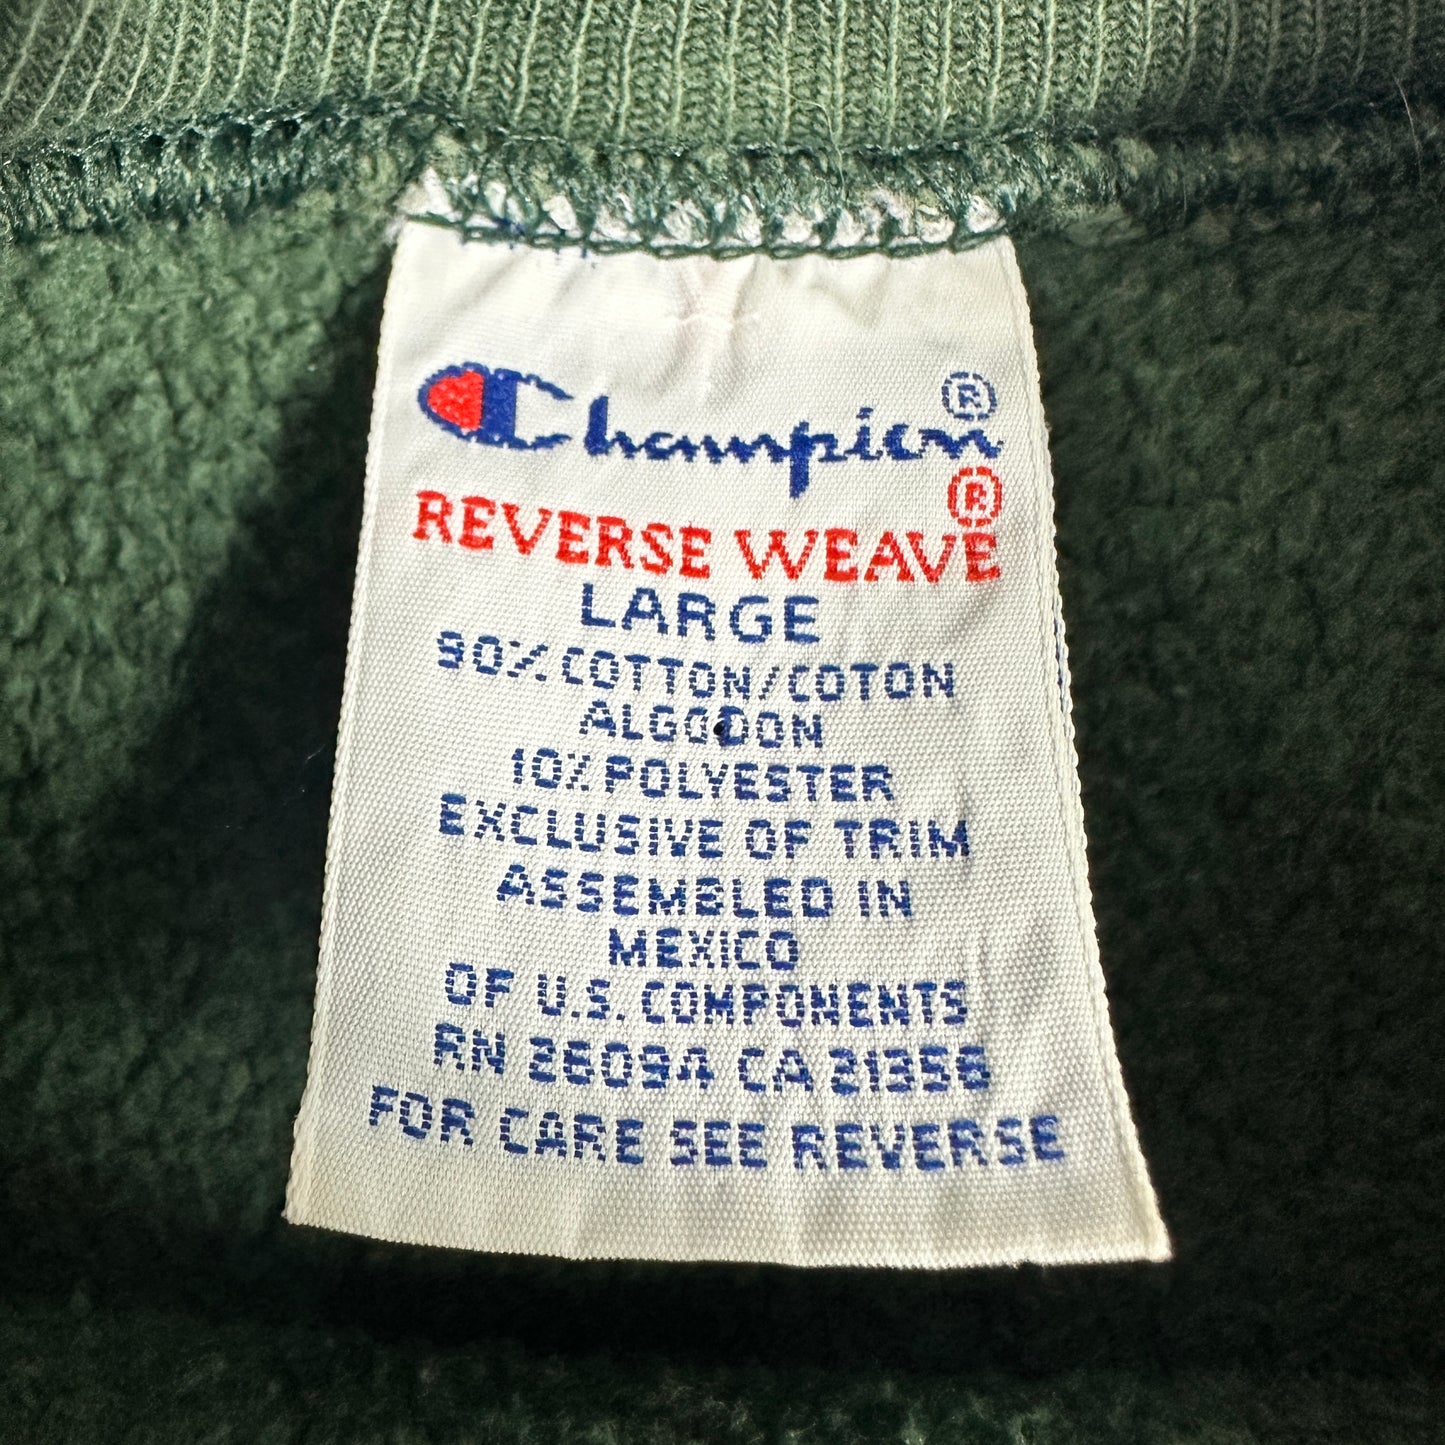 Champion®
REVERSE WEAVE®
LARGE
90% COTTON/COTON
ALGODON
10% POLYESTER
EXCLUSIVE OF TRIM
ASSEMBLED IN
MEXICO
OF U.S. COMPONENTS
RN 26094 CA 21356
FOR CARE SEE REVERSE